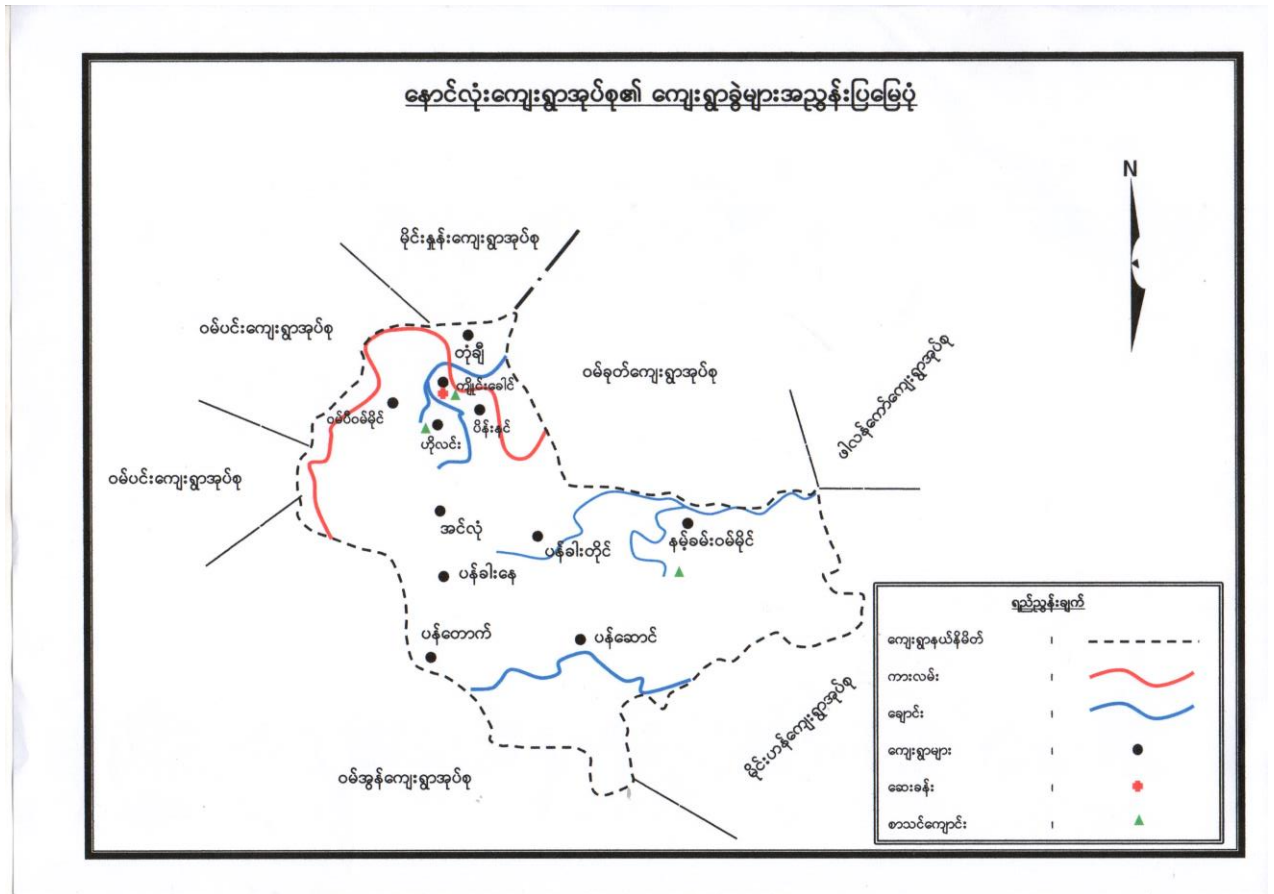 နောင်လုံးကျေးရွာအုပ်စု၏ ကျေးရွာခွဲများအညွှန်းပြမြေပုံ
N
မိုင်းနှုန်းကျေးရွာအုပ်စု
ဝမ်ပင်းကျေးရွာအုပ်စု
တုံချီ
ဝမ်ခုတ်ကျေးရွာအုပ်စု
ဖါလန်ကော်ကျေးရွာအုပ်စု
ကျိုင်းခေါင်
ဝမ်ပီဝမ်မိုင်
ပိန်းနင်
ဟိုလင်း
ဝမ်ပင်းကျေးရွာအုပ်စု
အင်လုံ
ပန်ခါးတိုင်
နမ့်ခမ်းဝမ်မိုင်
ပန်ခါးနေ
ပန်တောက်
ပန်ဆောင်
မိုင်းဟန်ကျေးရွာအုပ်စု
ဝမ်အွန်ကျေးရွာအုပ်စု
ရည်ညွှန်းချက်
ကျေးရွာနယ်နိမိတ် ၊
ကားလမ်း ၊
ချောင်း ၊
ကျေးရွာများ ၊
ဆေးခန်း ၊
စာသင်ကျောင်း ၊